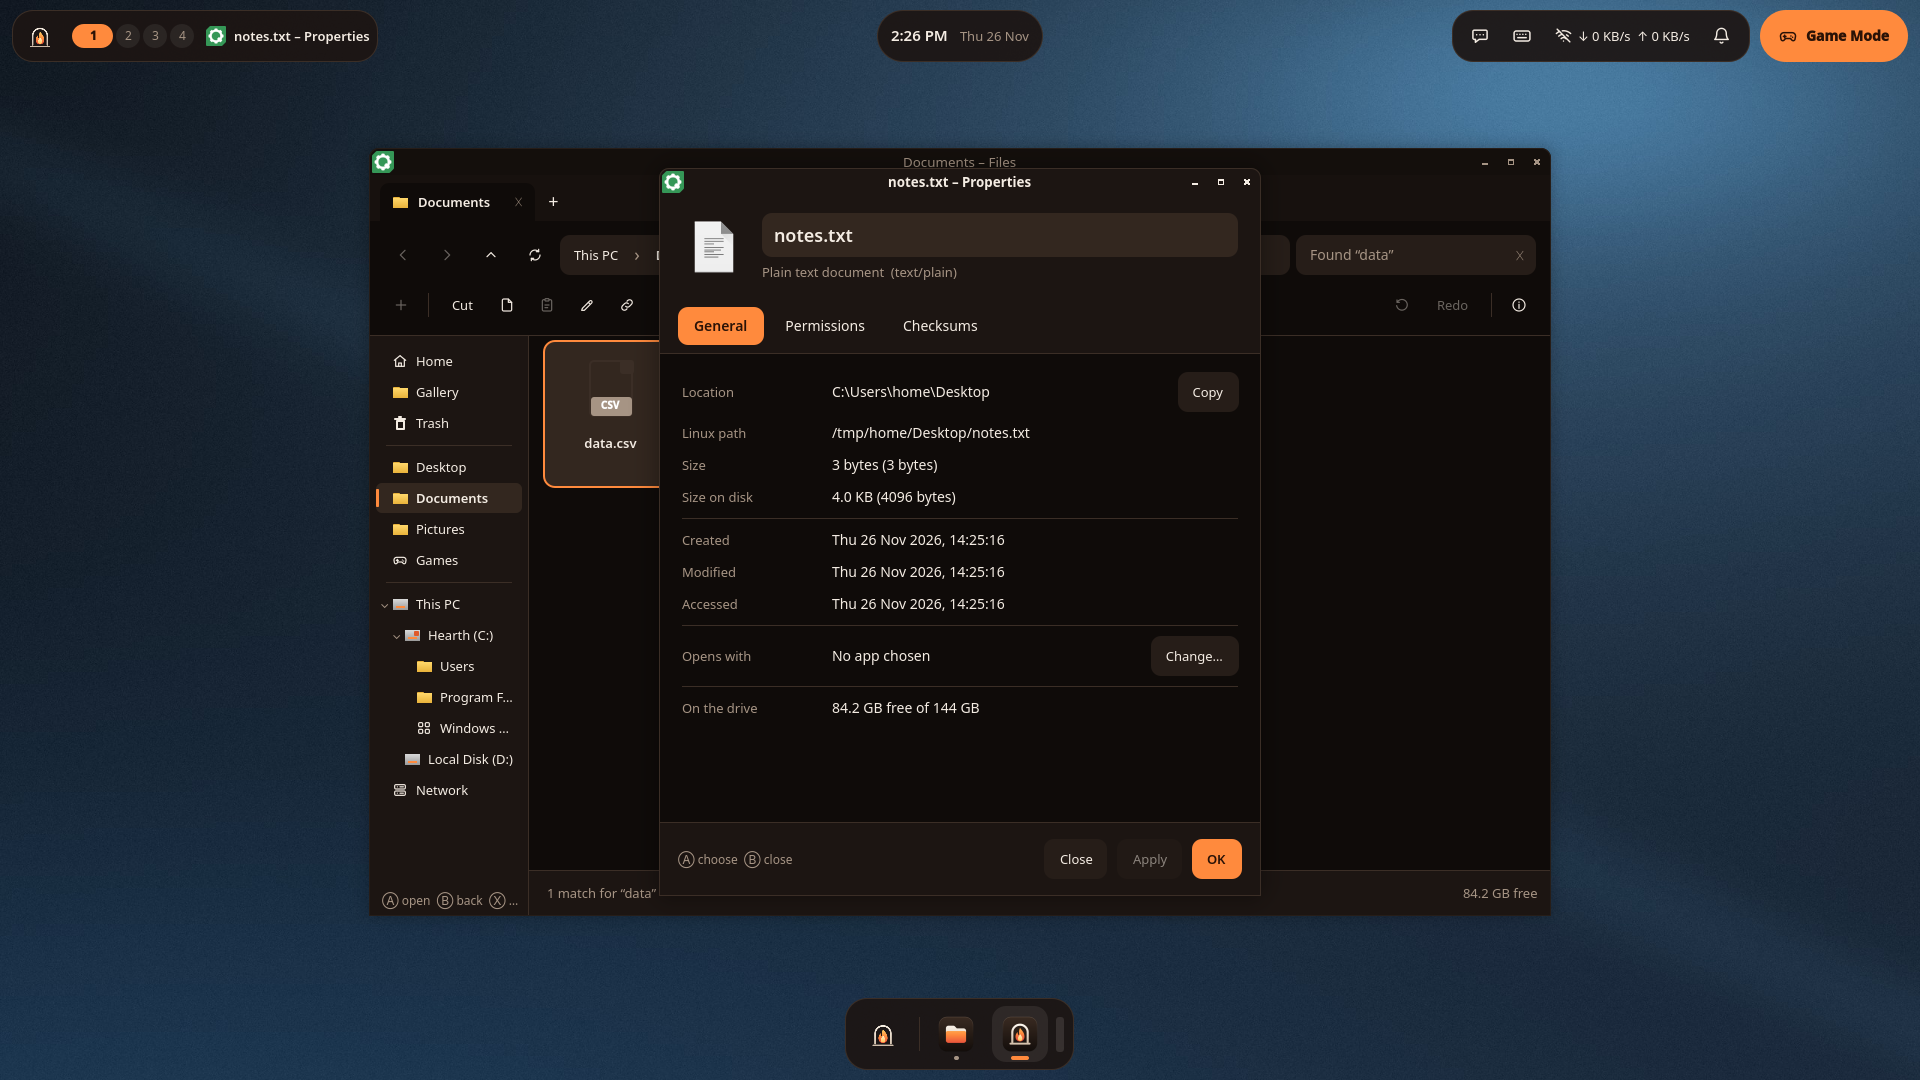 1 2 3 4 notes.txt – Properties
2:26 PM Thu 26 Nov
↓ 0 KB/s ↑ 0 KB/s
Game Mode
Documents – Files
Documents X +
This PC ›
Found “data” X
Cut
Redo
Home
Gallery
Trash
Desktop
Documents
Pictures
Games
This PC
Hearth (C:)
Users
Program F...
Windows ...
Local Disk (D:)
Network
A open B back X ...
CSV
data.csv
1 match for “data”
84.2 GB free
notes.txt – Properties
notes.txt
Plain text document (text/plain)
General Permissions Checksums
Location C:\Users\home\Desktop Copy
Linux path /tmp/home/Desktop/notes.txt
Size 3 bytes (3 bytes)
Size on disk 4.0 KB (4096 bytes)
Created Thu 26 Nov 2026, 14:25:16
Modified Thu 26 Nov 2026, 14:25:16
Accessed Thu 26 Nov 2026, 14:25:16
Opens with No app chosen Change...
On the drive 84.2 GB free of 144 GB
A choose B close
Close Apply OK